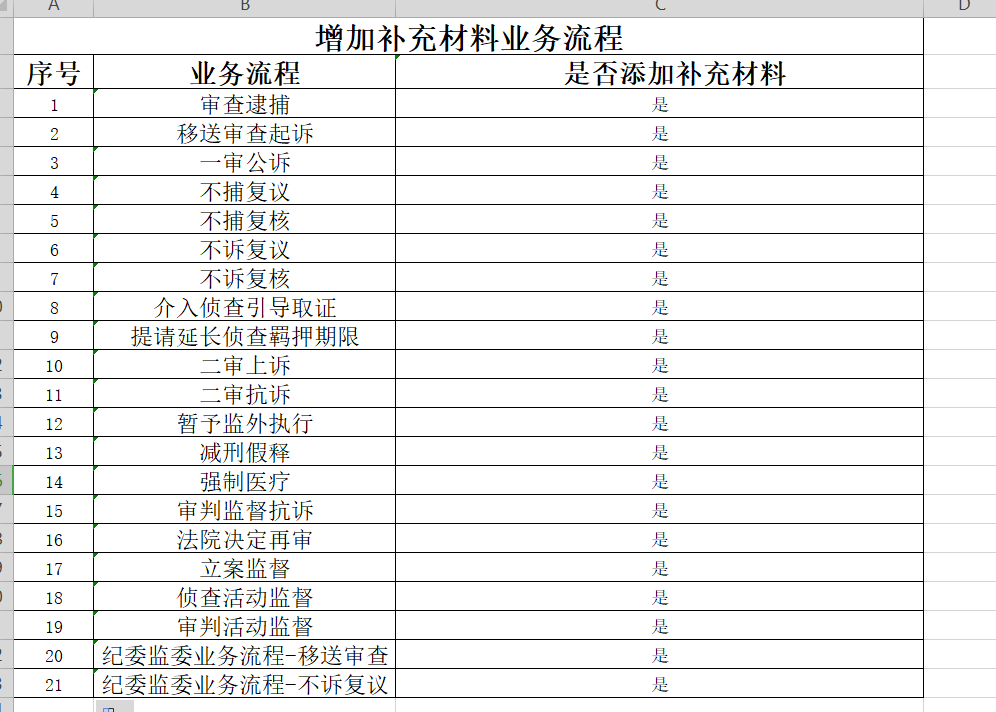 A B C D
增加补充材料业务流程
序号 业务流程 是否添加补充材料
1 审查逮捕 是
2 移送审查起诉 是
3 一审公诉 是
4 不捕复议 是
5 不捕复核 是
6 不诉复议 是
7 不诉复核 是
8 介入侦查引导取证 是
9 提请延长侦查羁押期限 是
10 二审上诉 是
11 二审抗诉 是
12 暂予监外执行 是
13 减刑假释 是
14 强制医疗 是
15 审判监督抗诉 是
16 法院决定再审 是
17 立案监督 是
18 侦查活动监督 是
19 审判活动监督 是
20 纪委监委业务流程-移送审查 是
21 纪委监委业务流程-不诉复议 是